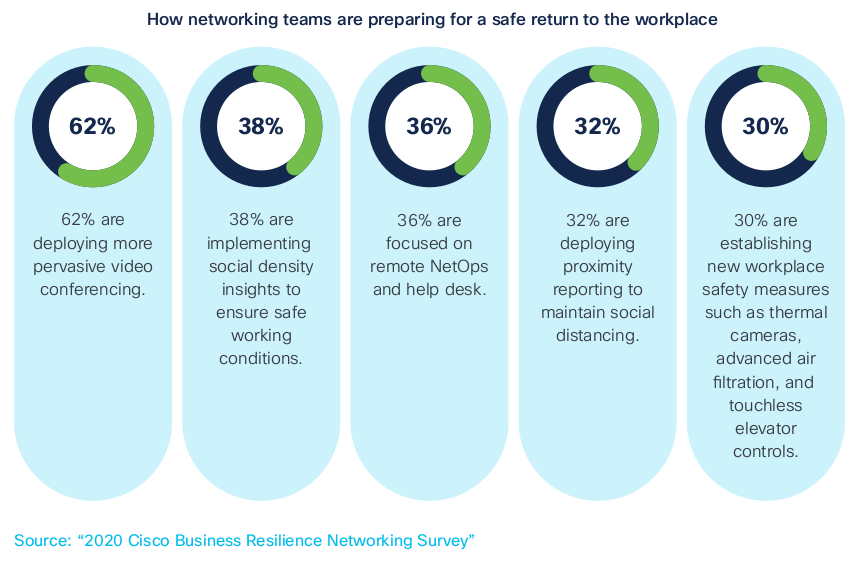 How networking teams are preparing for a safe return to the workplace
62%
38%
36%
32%
30%
62% are
deploying more
pervasive video
conferencing.
38% are
implementing
social density
insights to
ensure safe
working
conditions.
36% are
focused on
remote NetOps
and help desk.
32% are
deploying
proximity
reporting to
maintain social
distancing.
30% are
establishing
new workplace
safety measures
such as thermal
cameras,
advanced air
filtration, and
touchless
elevator
controls.
Source: “2020 Cisco Business Resilience Networking Survey”